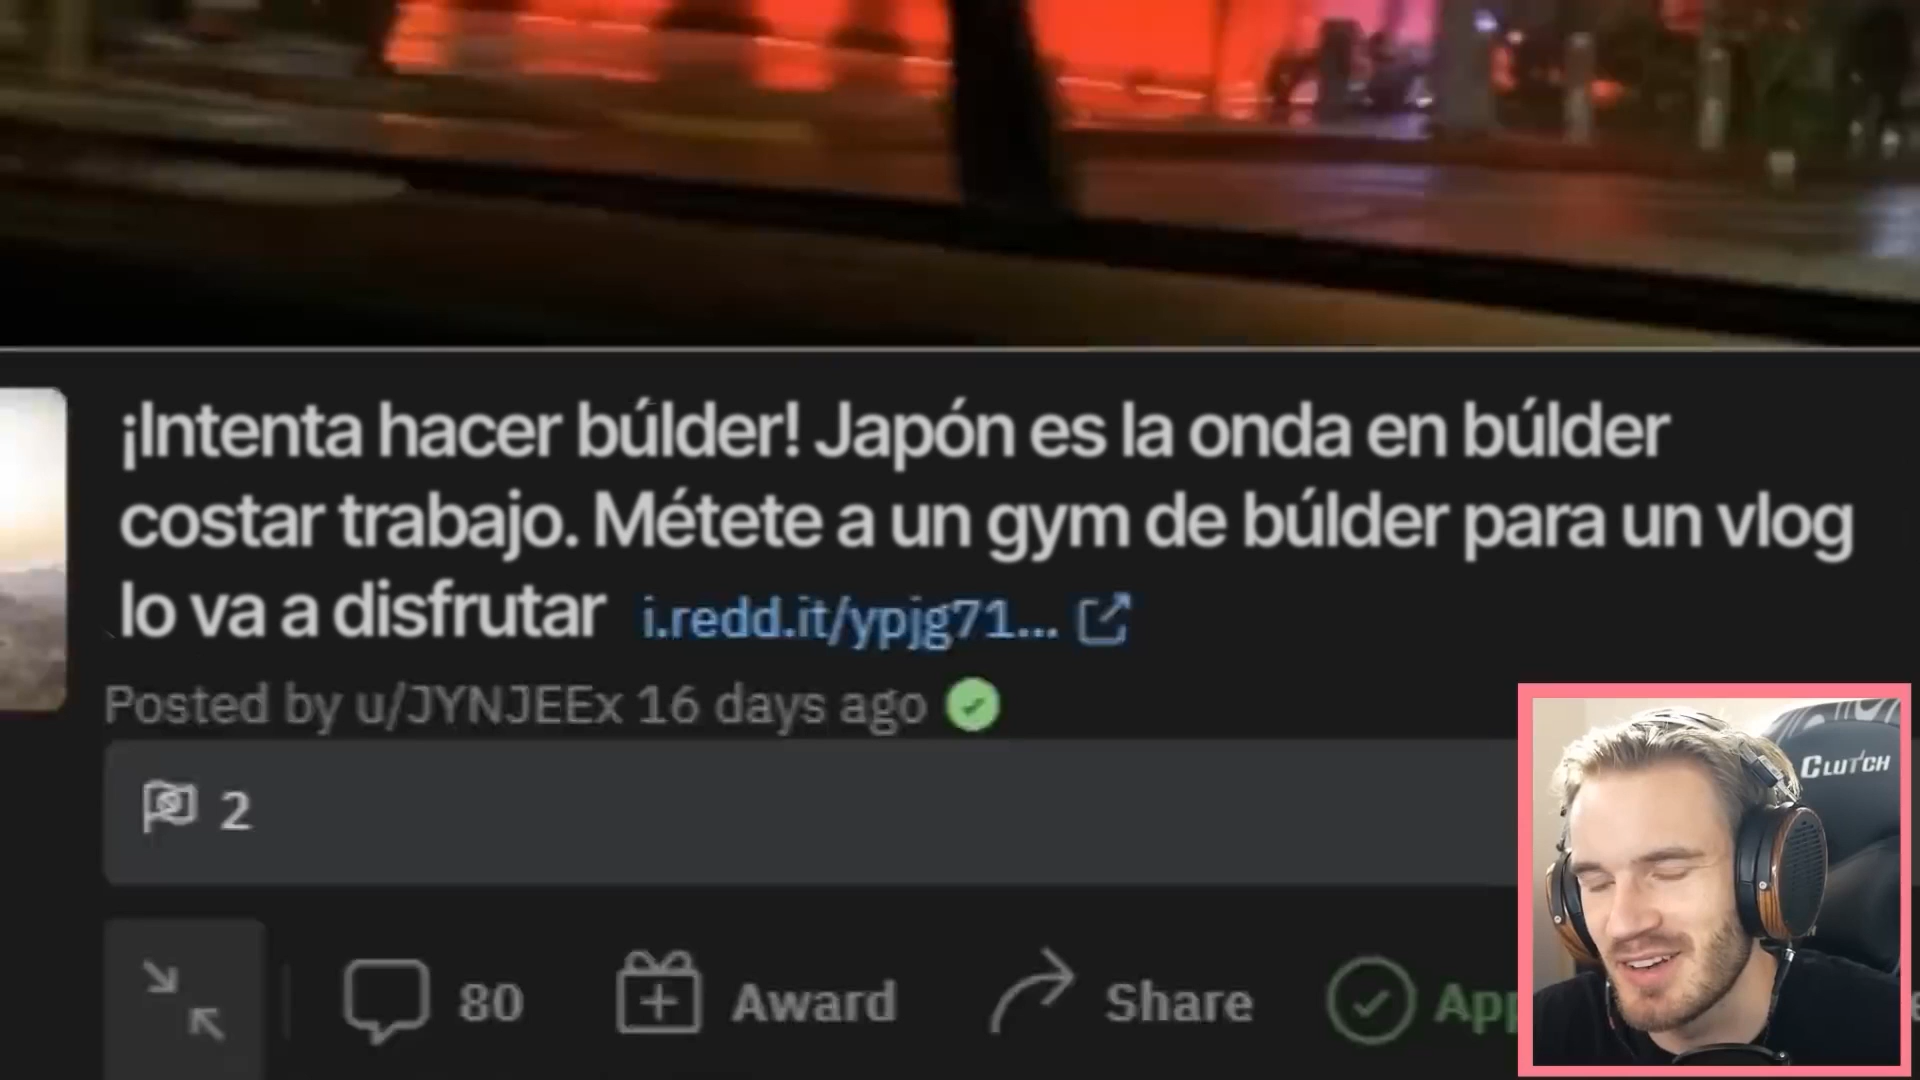 ¡Intenta hacer búlder! Japón es la onda en búlder
costar trabajo. Métete a un gym de búlder para un vlog
lo va a disfrutar i.redd.it/ypjg71...
Posted by u/JYNJEEx 16 days ago
2
80 Award Share App
CLUTCH